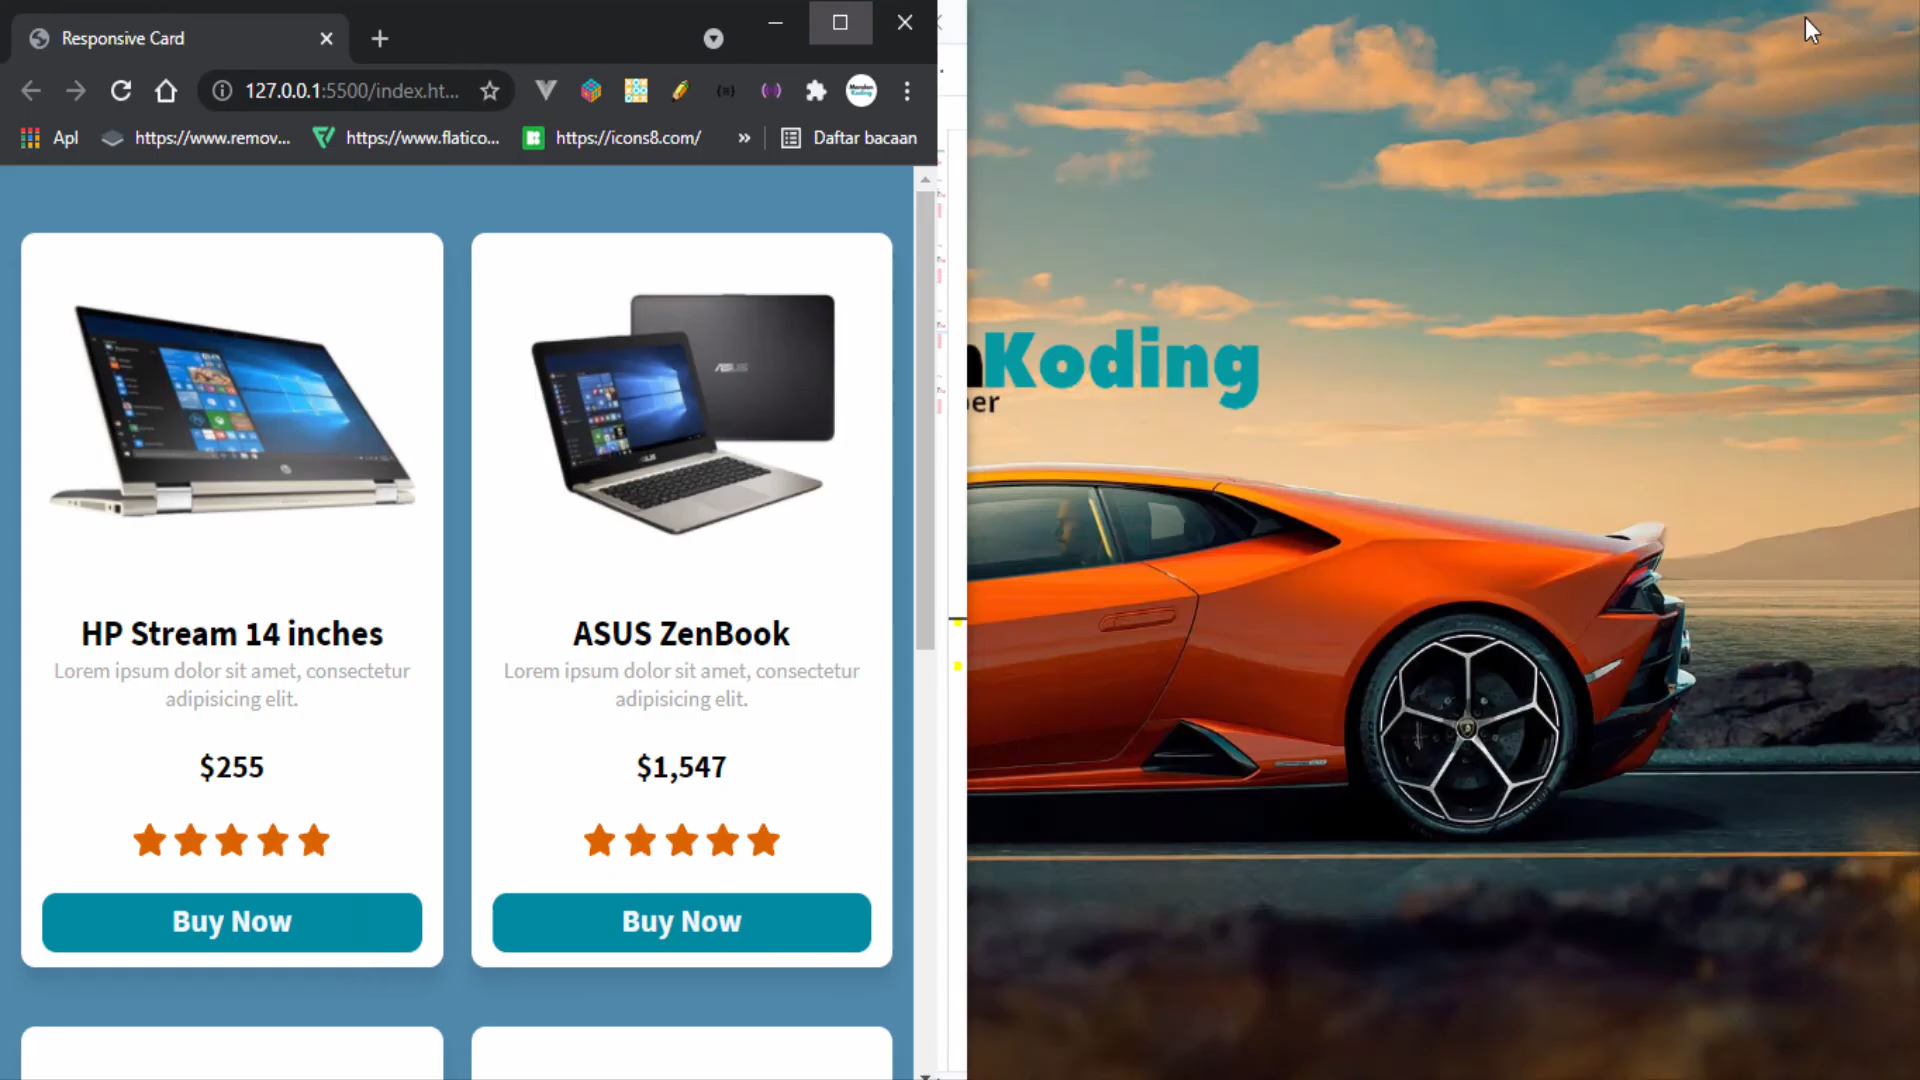 Responsive Card
127.0.0.1:5500/index.ht...
Apl
https://www.remov...
https://www.flatico...
https://icons8.com/
»
Daftar bacaan
Koding
ASUS
HP Stream 14 inches
Lorem ipsum dolor sit amet, consectetur
adipisicing elit.
$255
Buy Now
ASUS ZenBook
Lorem ipsum dolor sit amet, consectetur
adipisicing elit.
$1,547
Buy Now